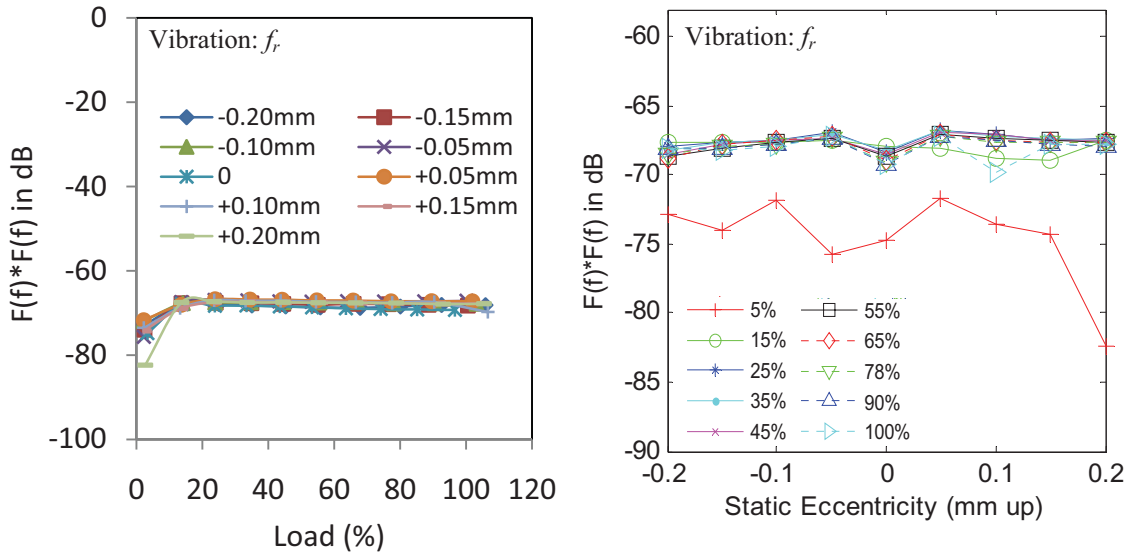 Vibration: fr
F(f)*F(f) in dB
0
-20
-40
-60
-80
-100
-0.20mm -0.15mm
-0.10mm -0.05mm
0 +0.05mm
+0.10mm +0.15mm
+0.20mm
0 20 40 60 80 100 120
Load (%)
Vibration: fr
F(f)*F(f) in dB
-60
-65
-70
-75
-80
-85
-90
5% 55%
15% 65%
25% 78%
35% 90%
45% 100%
-0.2 -0.1 0 0.1 0.2
Static Eccentricity (mm up)